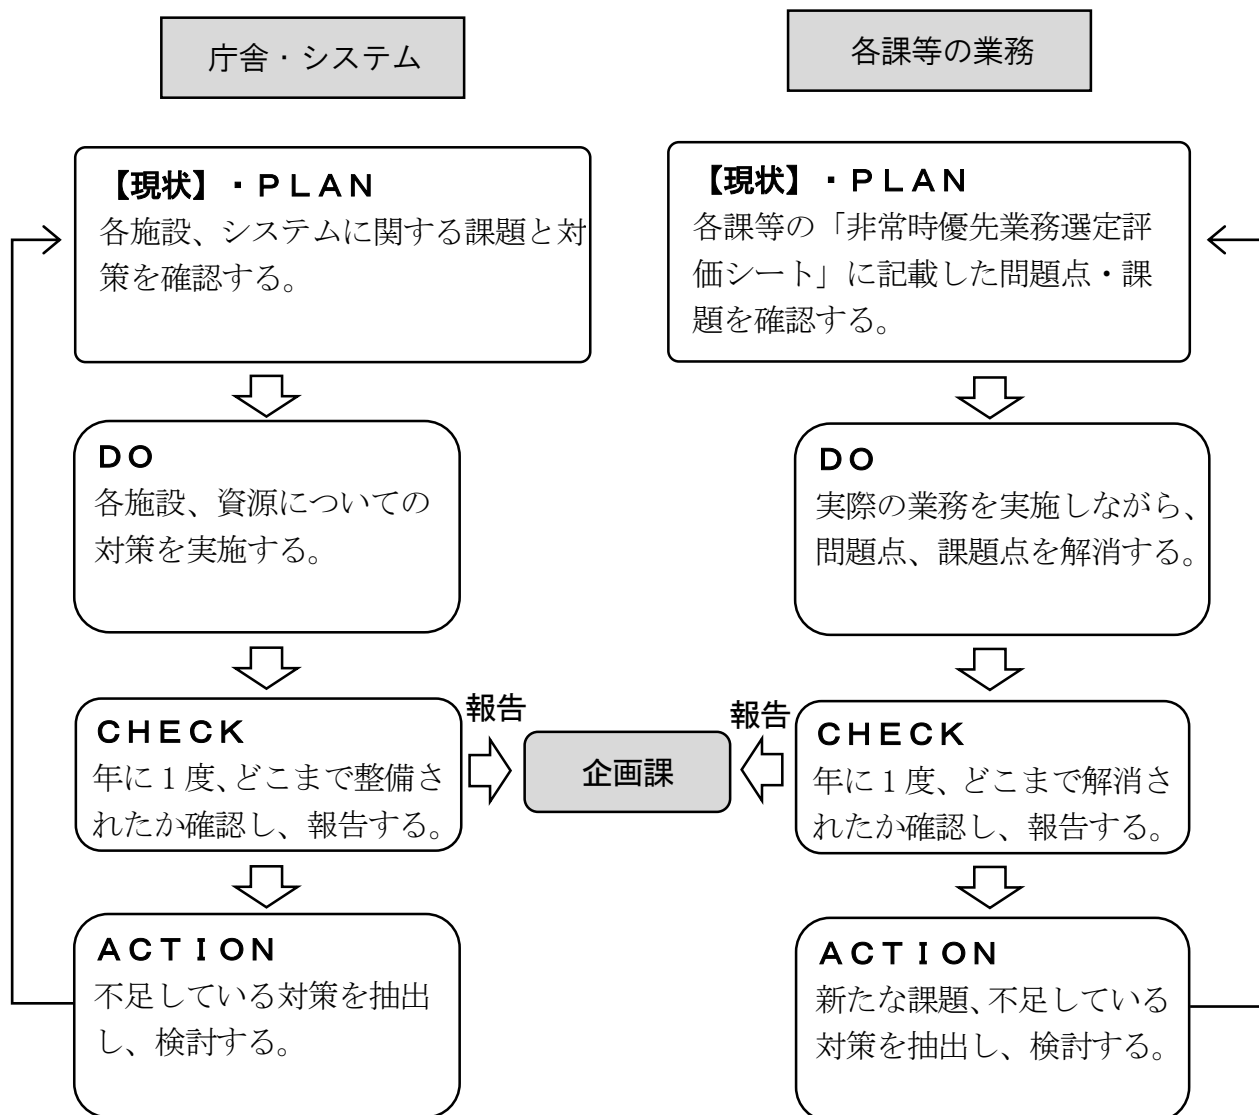 庁舎・システム
【現状】・ＰＬＡＮ
各施設、システムに関する課題と対
策を確認する。
ＤＯ
各施設、資源についての
対策を実施する。
ＣＨＥＣＫ
年に１度、どこまで整備さ
れたか確認し、報告する。
ＡＣＴＩＯＮ
不足している対策を抽出
し、検討する。
報告
企画課
報告
各課等の業務
【現状】・ＰＬＡＮ
各課等の「非常時優先業務選定評
価シート」に記載した問題点・課
題を確認する。
ＤＯ
実際の業務を実施しながら、
問題点、課題点を解消する。
ＣＨＥＣＫ
年に１度、どこまで解消さ
れたか確認し、報告する。
ＡＣＴＩＯＮ
新たな課題、不足している
対策を抽出し、検討する。